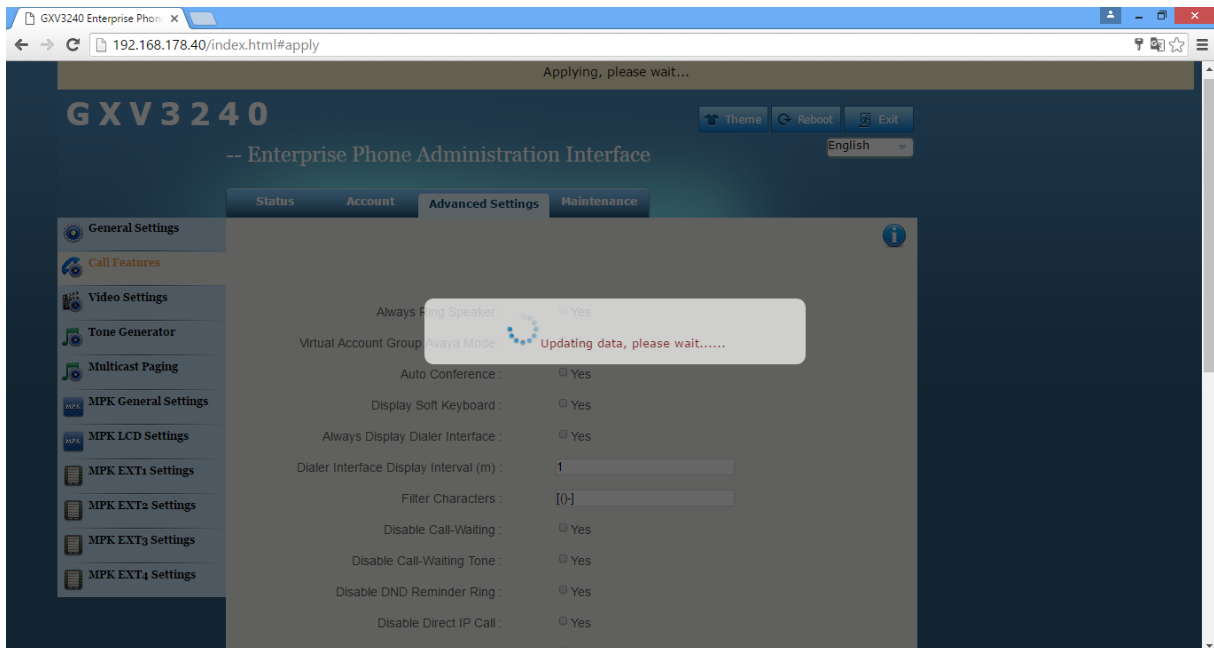 GXV3240 Enterprise Phon
192.168.178.40/index.html#apply
Applying, please wait...
GXV3240
Theme Reboot Exit
-- Enterprise Phone Administration Interface
English
Status Account Advanced Settings Maintenance
General Settings
Call Features
Video Settings
Tone Generator
Multicast Paging
MPK MPK General Settings
MPK MPK LCD Settings
MPK EXT1 Settings
MPK EXT2 Settings
MPK EXT3 Settings
MPK EXT4 Settings
Always Ring Speaker : Yes
Virtual Account Group Avaya Mode :
Updating data, please wait......
Auto Conference : Yes
Display Soft Keyboard : Yes
Always Display Dialer Interface : Yes
Dialer Interface Display Interval (m) : 1
Filter Characters : [()-]
Disable Call-Waiting : Yes
Disable Call-Waiting Tone : Yes
Disable DND Reminder Ring : Yes
Disable Direct IP Call : Yes